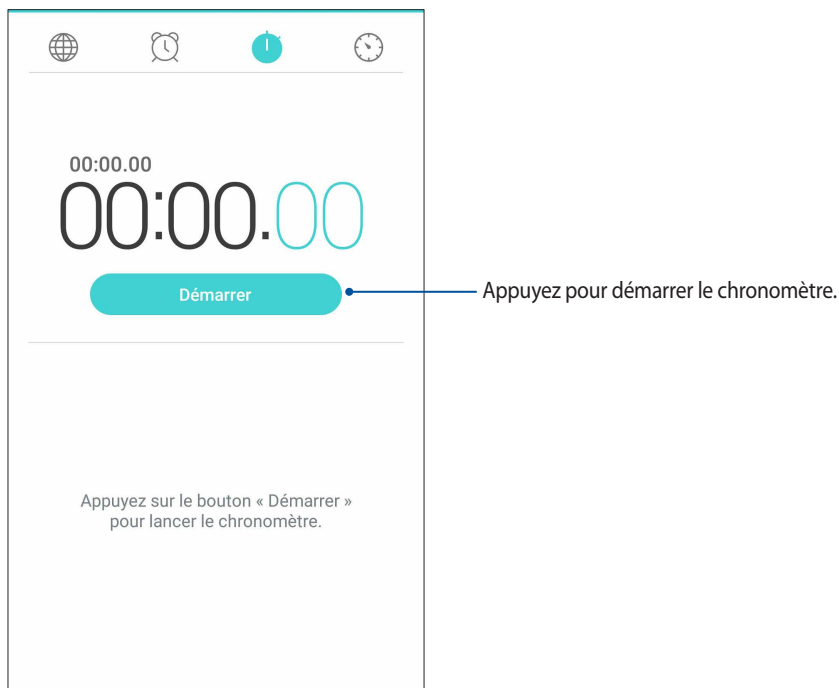 00:00.00
00:00.00
Démarrer
Appuyez pour démarrer le chronomètre.
Appuyez sur le bouton « Démarrer »
pour lancer le chronomètre.